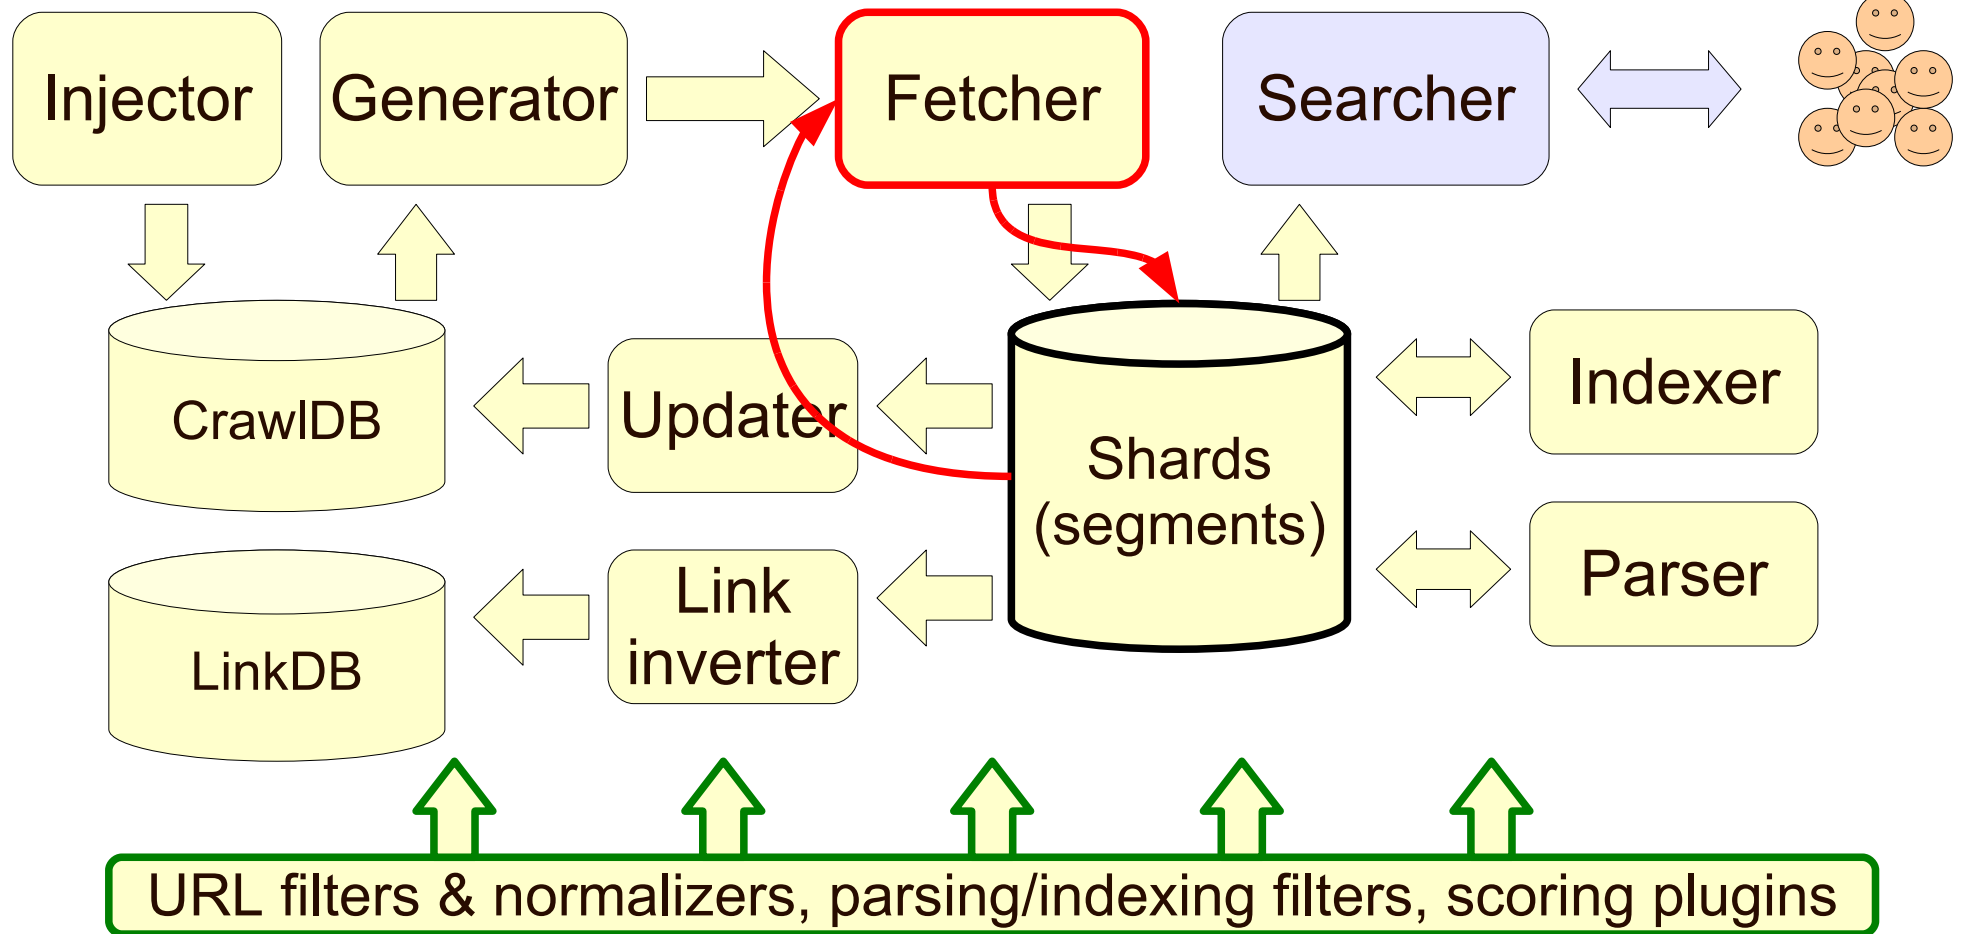 Injector
Generator
Fetcher
Searcher
CrawlDB
Updater
Shards
(segments)
Indexer
LinkDB
Link
inverter
Parser
URL filters & normalizers, parsing/indexing filters, scoring plugins